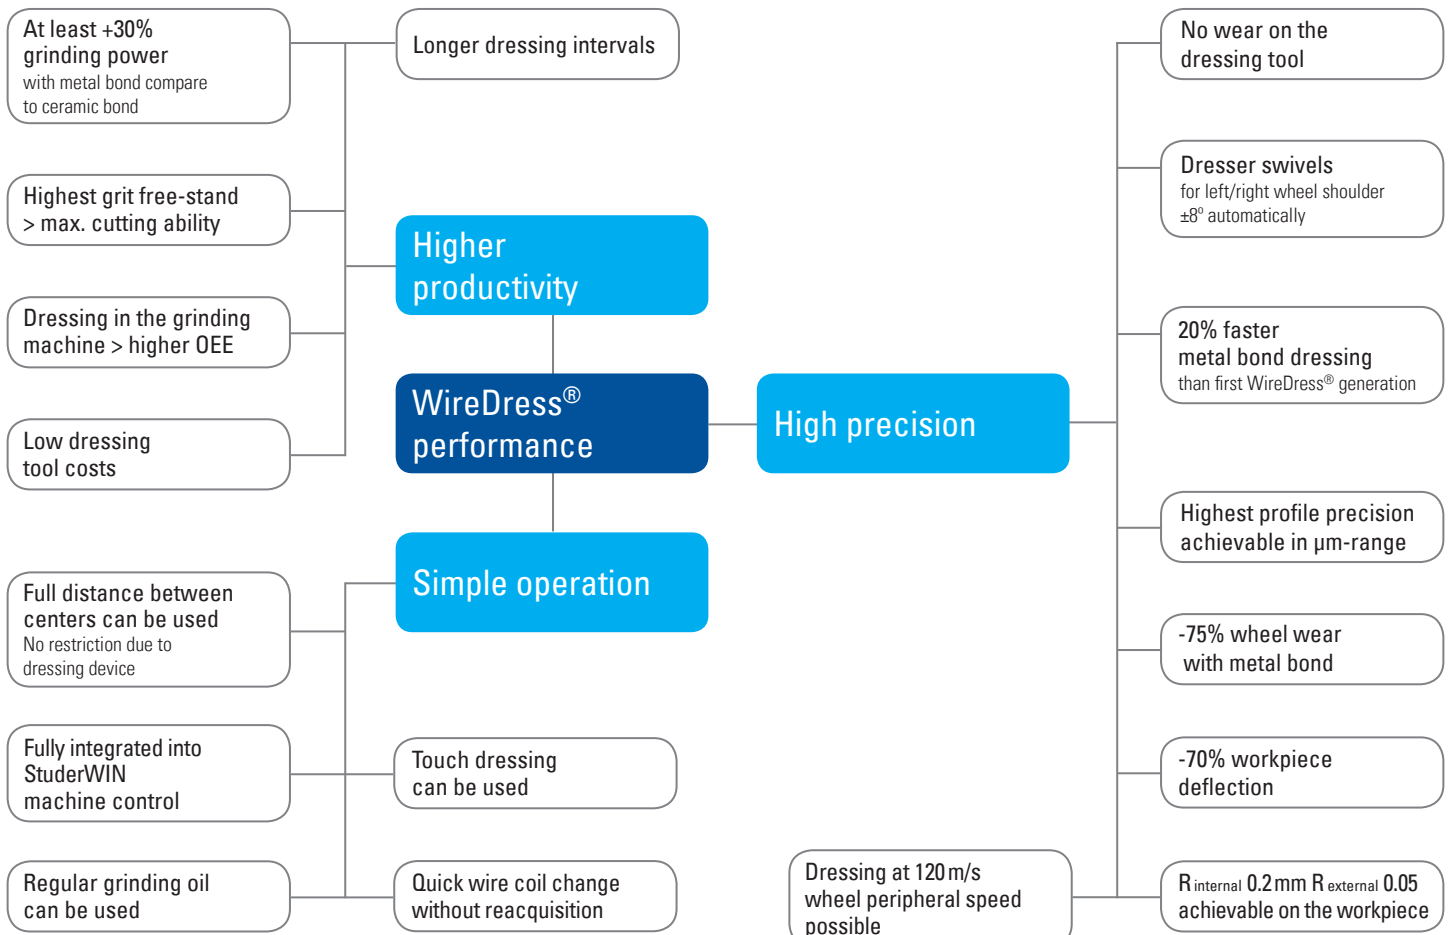 At least +30%
grinding power
with metal bond compare
to ceramic bond
Longer dressing intervals
Highest grit free-stand
> max. cutting ability
Higher
productivity
Dressing in the grinding
machine > higher OEE
Low dressing
tool costs
WireDress®
performance
High precision
Simple operation
Full distance between
centers can be used
No restriction due to
dressing device
Fully integrated into
StuderWIN
machine control
Touch dressing
can be used
Regular grinding oil
can be used
Quick wire coil change
without reacquisition
No wear on the
dressing tool
Dresser swivels
for left/right wheel shoulder
±8° automatically
20% faster
metal bond dressing
than first WireDress® generation
Highest profile precision
achievable in µm-range
-75% wheel wear
with metal bond
-70% workpiece
deflection
Dressing at 120 m/s
wheel peripheral speed
possible
R internal 0.2 mm R external 0.05
achievable on the workpiece